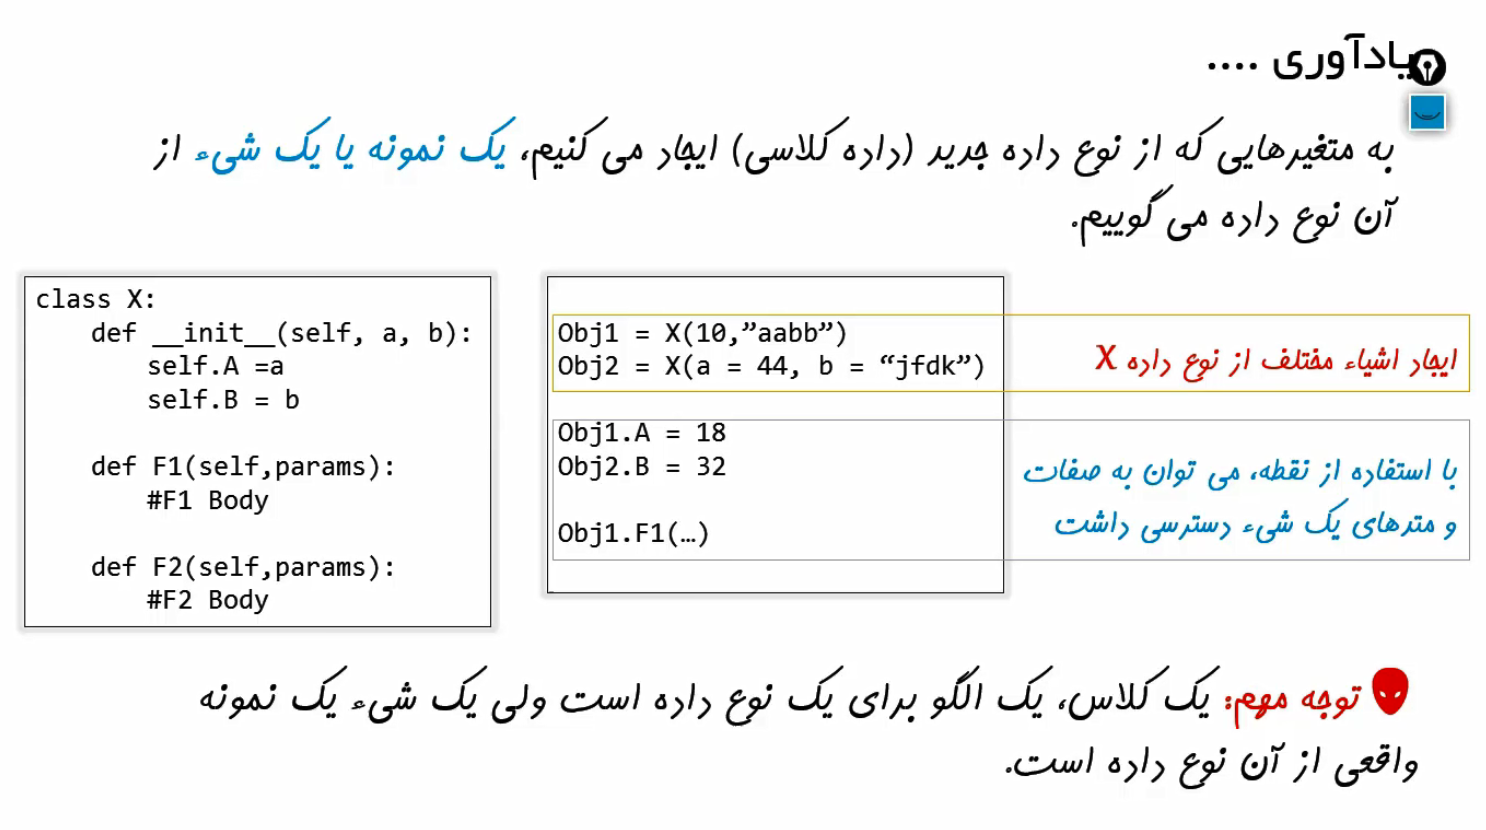 یادآوری ....
به متغیرهایی که از نوع داده جدید (داده کلاسی) ایجاد می کنیم، یک نمونه یا یک شیء از
آن نوع داده می گوییم.
class X:
def __init__(self, a, b):
self.A =a
self.B = b
def F1(self,params):
#F1 Body
def F2(self,params):
#F2 Body
Obj1 = X(10,”aabb”)
Obj2 = X(a = 44, b = “jfdk”)
Obj1.A = 18
Obj2.B = 32
Obj1.F1(…)
ایجاد اشیاء مختلف از نوع داده X
با استفاده از نقطه، می توان به صفات
و متدهای یک شیء دسترسی داشت
توجه مهم: یک کلاس، یک الگو برای یک نوع داده است ولی یک شیء یک نمونه
واقعی از آن نوع داده است.